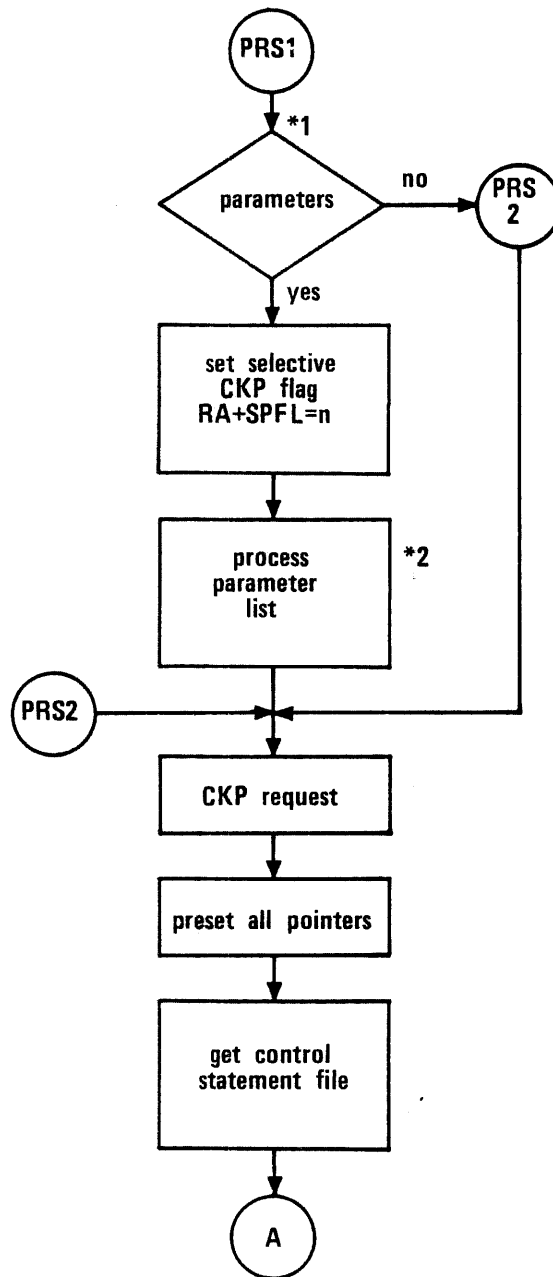 PRS1
*1
parameters
no
PRS
2
yes
set selective
CKP flag
RA+SPFL=n
process
parameter
list
*2
PRS2
CKP request
preset all pointers
get control
statement file
A